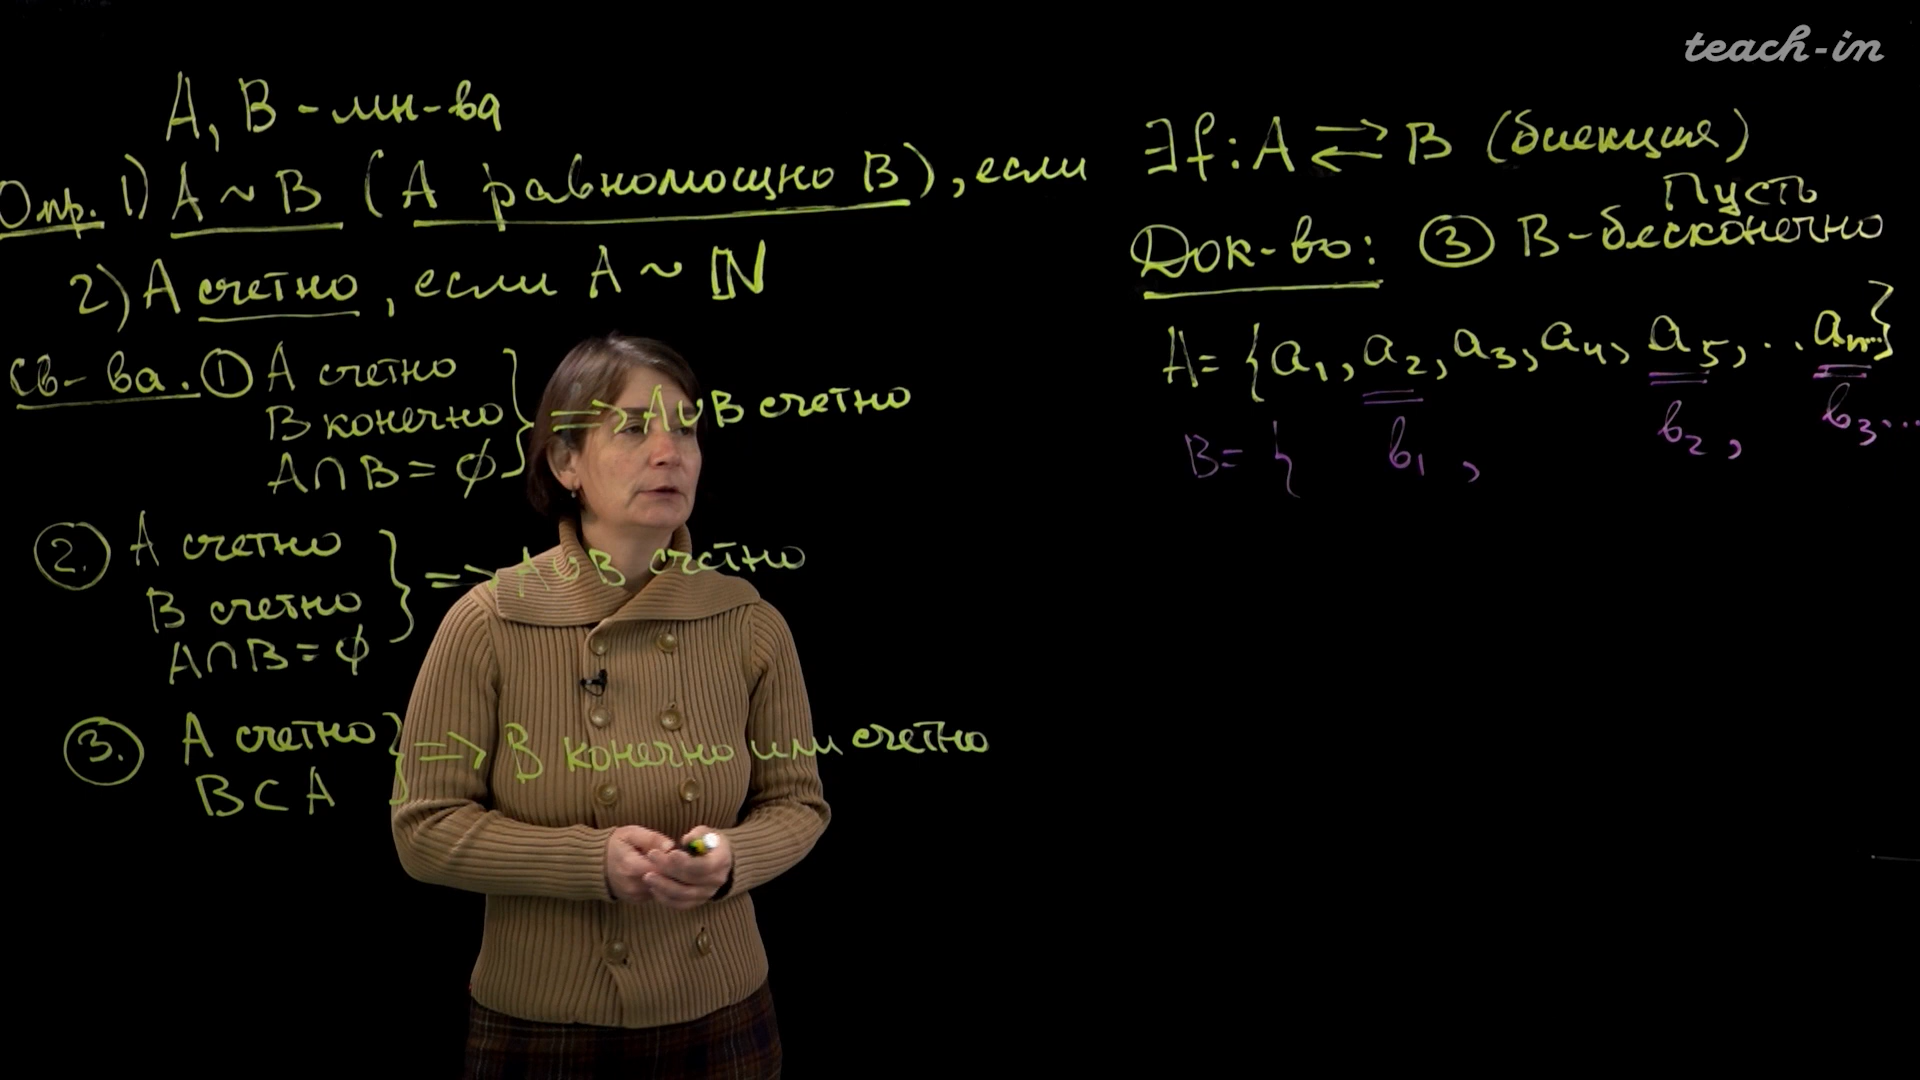 teach-in
A, B - мн-ва
Опр. 1) A ~ B (A равномощно B), если ∃f: A ⇄ B (биекция)
2) A счетно, если A ~ ℕ
Св-ва. ① A счетно
B конечно
A∩B = ∅
} => A∪B счетно
②. A счетно
B счетно
A∩B = ∅
} => A∪B счетно
③. A счетно
B⊂A
} => B конечно или счетно
Док-во: ③ Пусть B - бесконечно
A = {a₁, a₂, a₃, a₄, a₅, ... aₙ...}
B = { b₁, b₂, b₃...